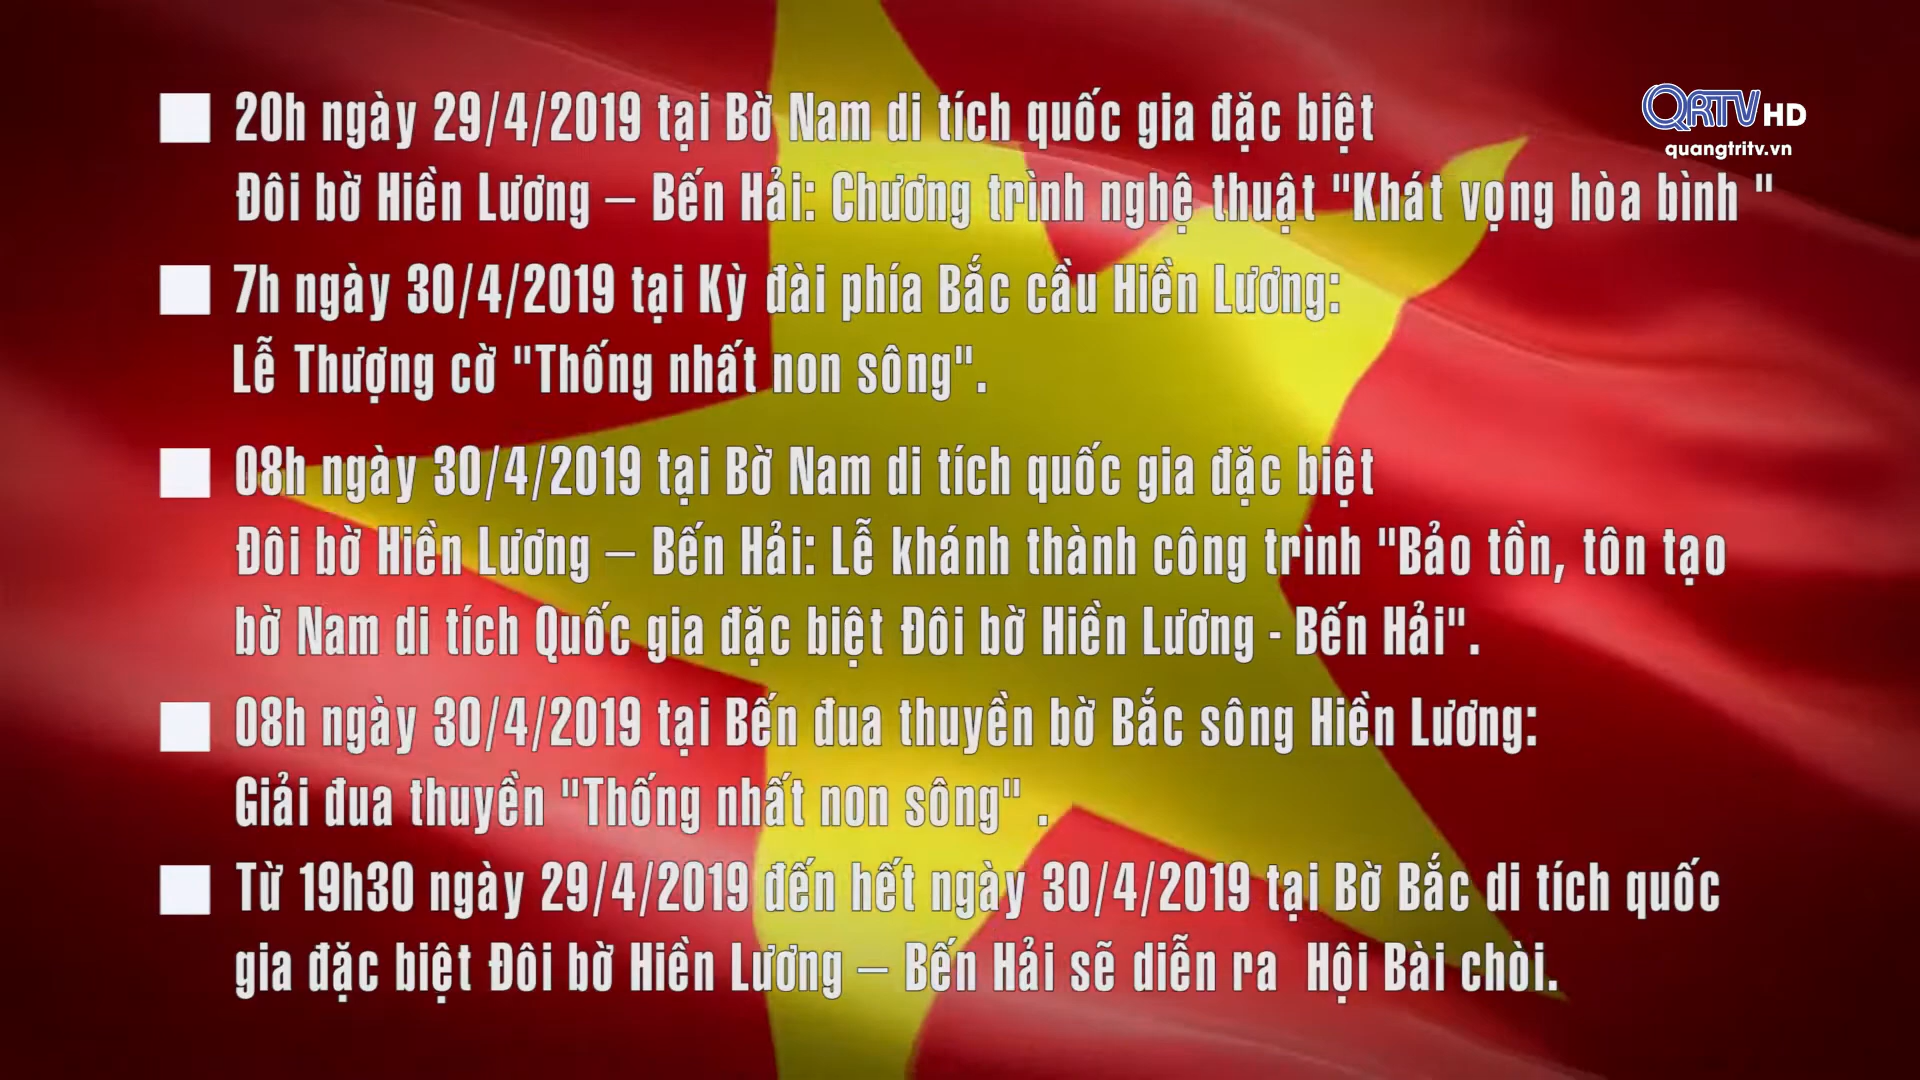 QRTV HD
quangtritv.vn
20h ngày 29/4/2019 tại Bờ Nam di tích quốc gia đặc biệt
Đôi bờ Hiền Lương – Bến Hải: Chương trình nghệ thuật "Khát vọng hòa bình "
7h ngày 30/4/2019 tại Kỳ đài phía Bắc cầu Hiền Lương:
Lễ Thượng cờ "Thống nhất non sông".
08h ngày 30/4/2019 tại Bờ Nam di tích quốc gia đặc biệt
Đôi bờ Hiền Lương – Bến Hải: Lễ khánh thành công trình "Bảo tồn, tôn tạo
bờ Nam di tích Quốc gia đặc biệt Đôi bờ Hiền Lương - Bến Hải".
08h ngày 30/4/2019 tại Bến đua thuyền bờ Bắc sông Hiền Lương:
Giải đua thuyền "Thống nhất non sông" .
Từ 19h30 ngày 29/4/2019 đến hết ngày 30/4/2019 tại Bờ Bắc di tích quốc
gia đặc biệt Đôi bờ Hiền Lương – Bến Hải sẽ diễn ra  Hội Bài chòi.